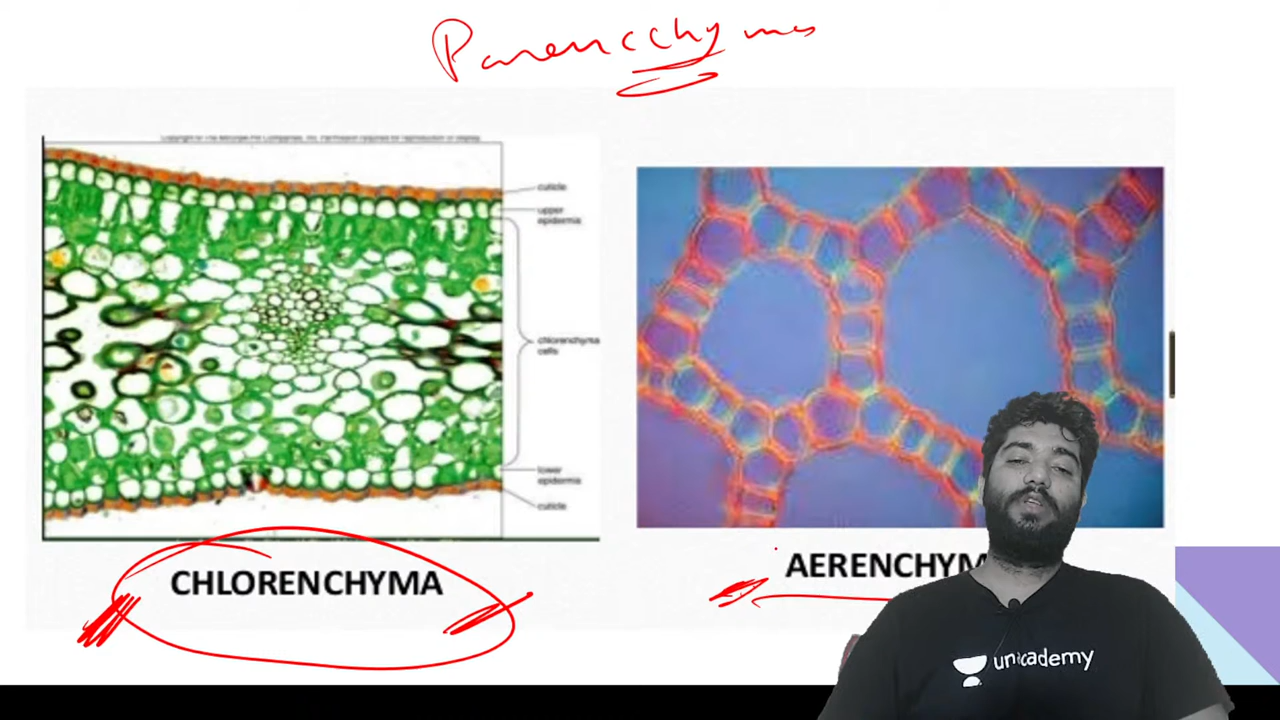 Parenchyma
cuticle
upper
epidermis
chlorenchyma
cells
lower
epidermis
cuticle
CHLORENCHYMA
AERENCHYM
unacademy